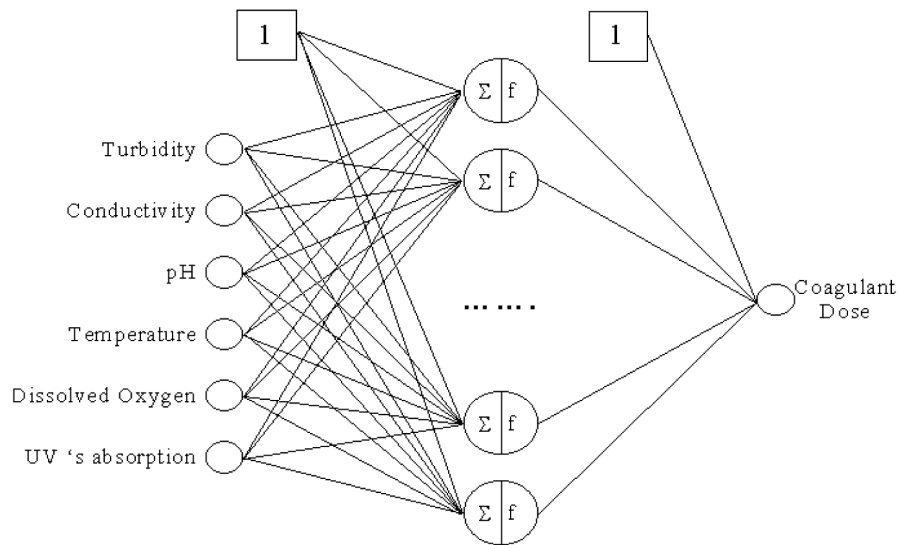 1
1
Σ f
Turbidity
Σ f
Conductivity
pH
... ... .
Coagulant
Dose
Temperature
Dissolved Oxygen
Σ f
UV ‘s absorption
Σ f